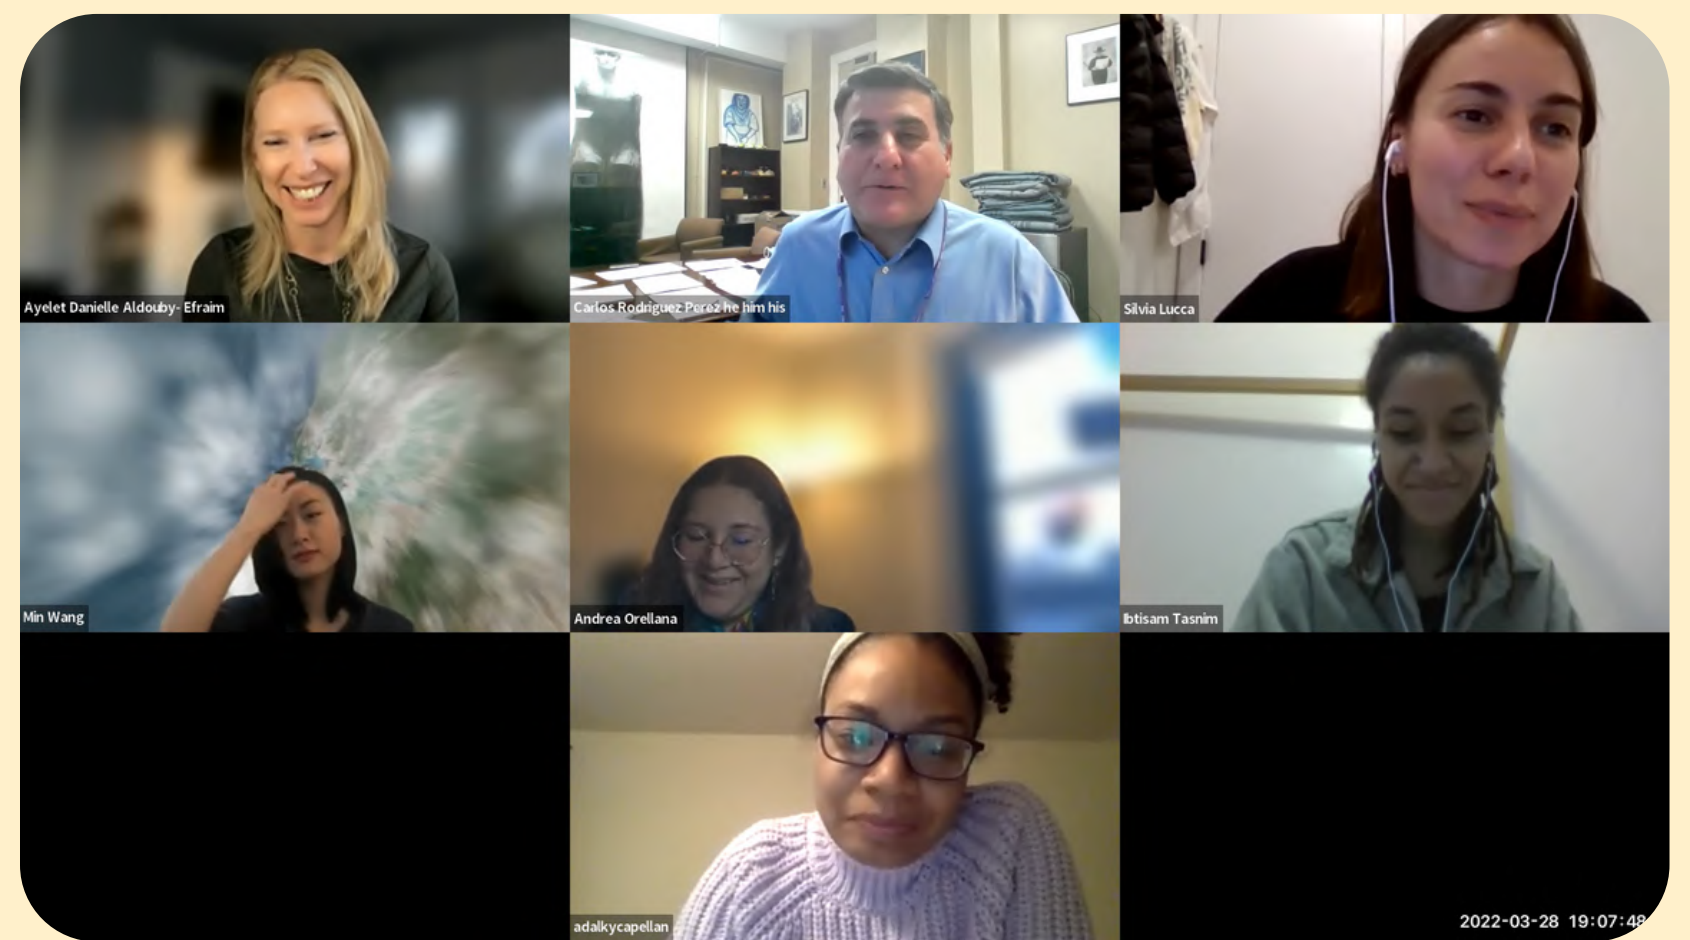 Ayelet Danielle Aldouby- Efraim
Carlos Rodriguez Perez he him his
Silvia Lucca
Min Wang
Andrea Orellana
Ibtisam Tasnim
adalkycapellan
2022-03-28 19:07:48